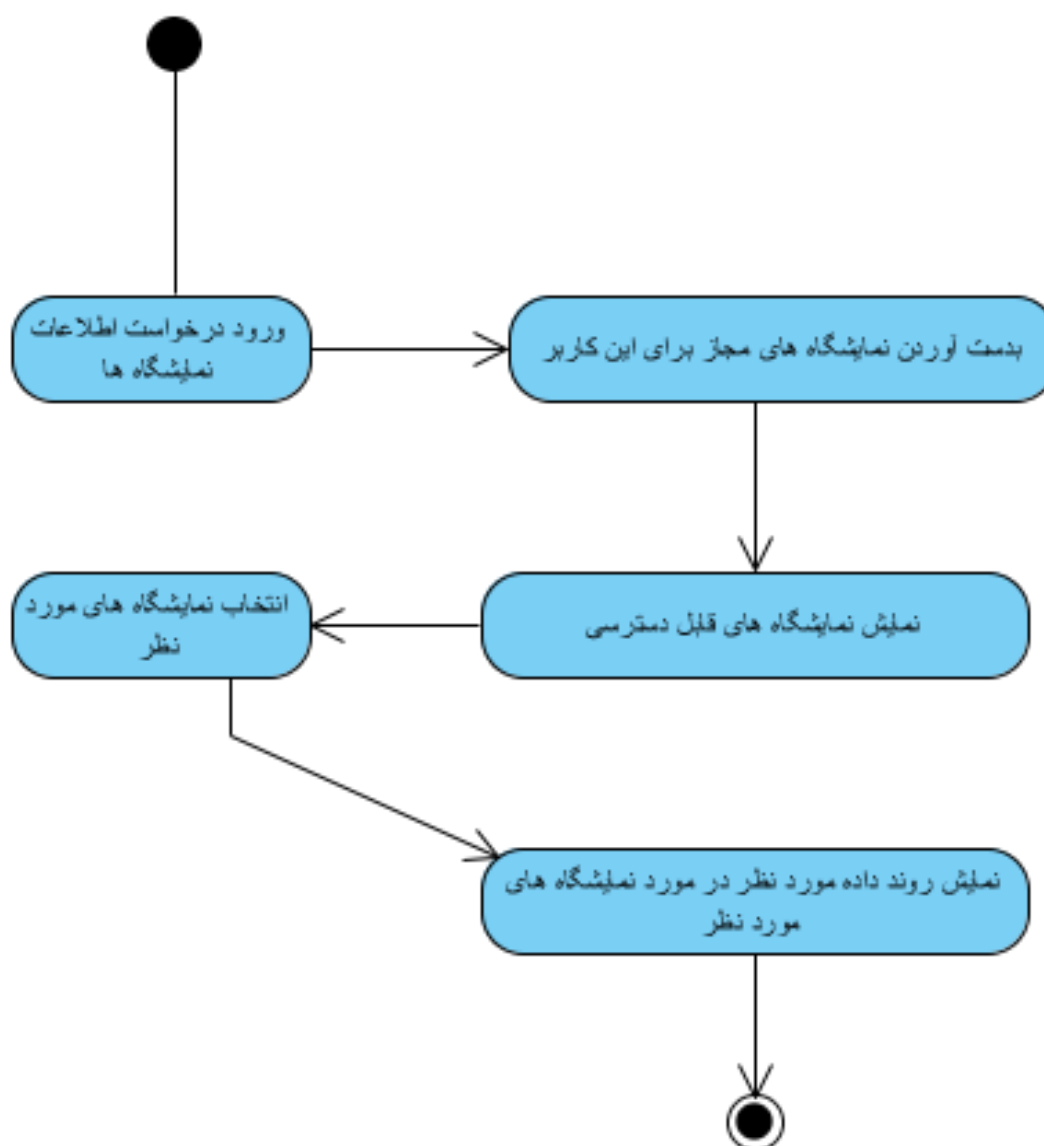 ورود درخواست اطلاعات
نمایشگاه ها
بدست آوردن نمایشگاه های مجاز برای این کاربر
نمایش نمایشگاه های قابل دسترسی
انتخاب نمایشگاه های مورد
نظر
نمایش روند داده مورد نظر در مورد نمایشگاه های
مورد نظر